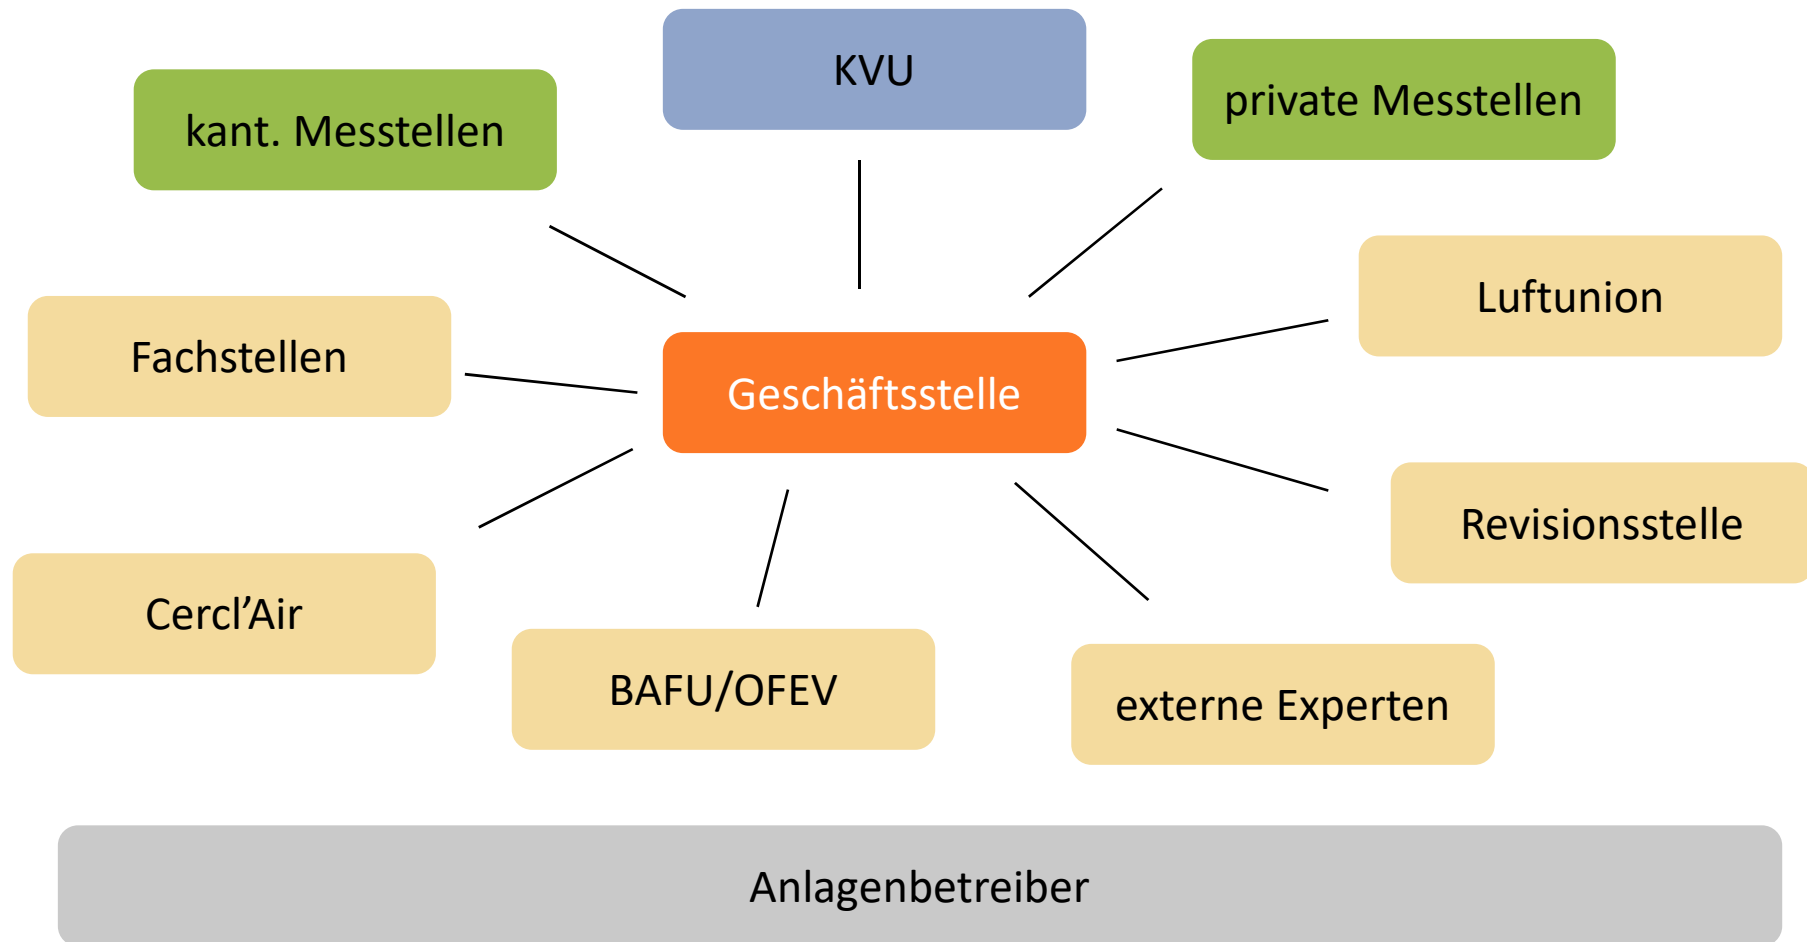 KVU
private Messtellen
kant. Messtellen
Luftunion
Fachstellen
Geschäftsstelle
Revisionsstelle
Cercl’Air
BAFU/OFEV
externe Experten
Anlagenbetreiber